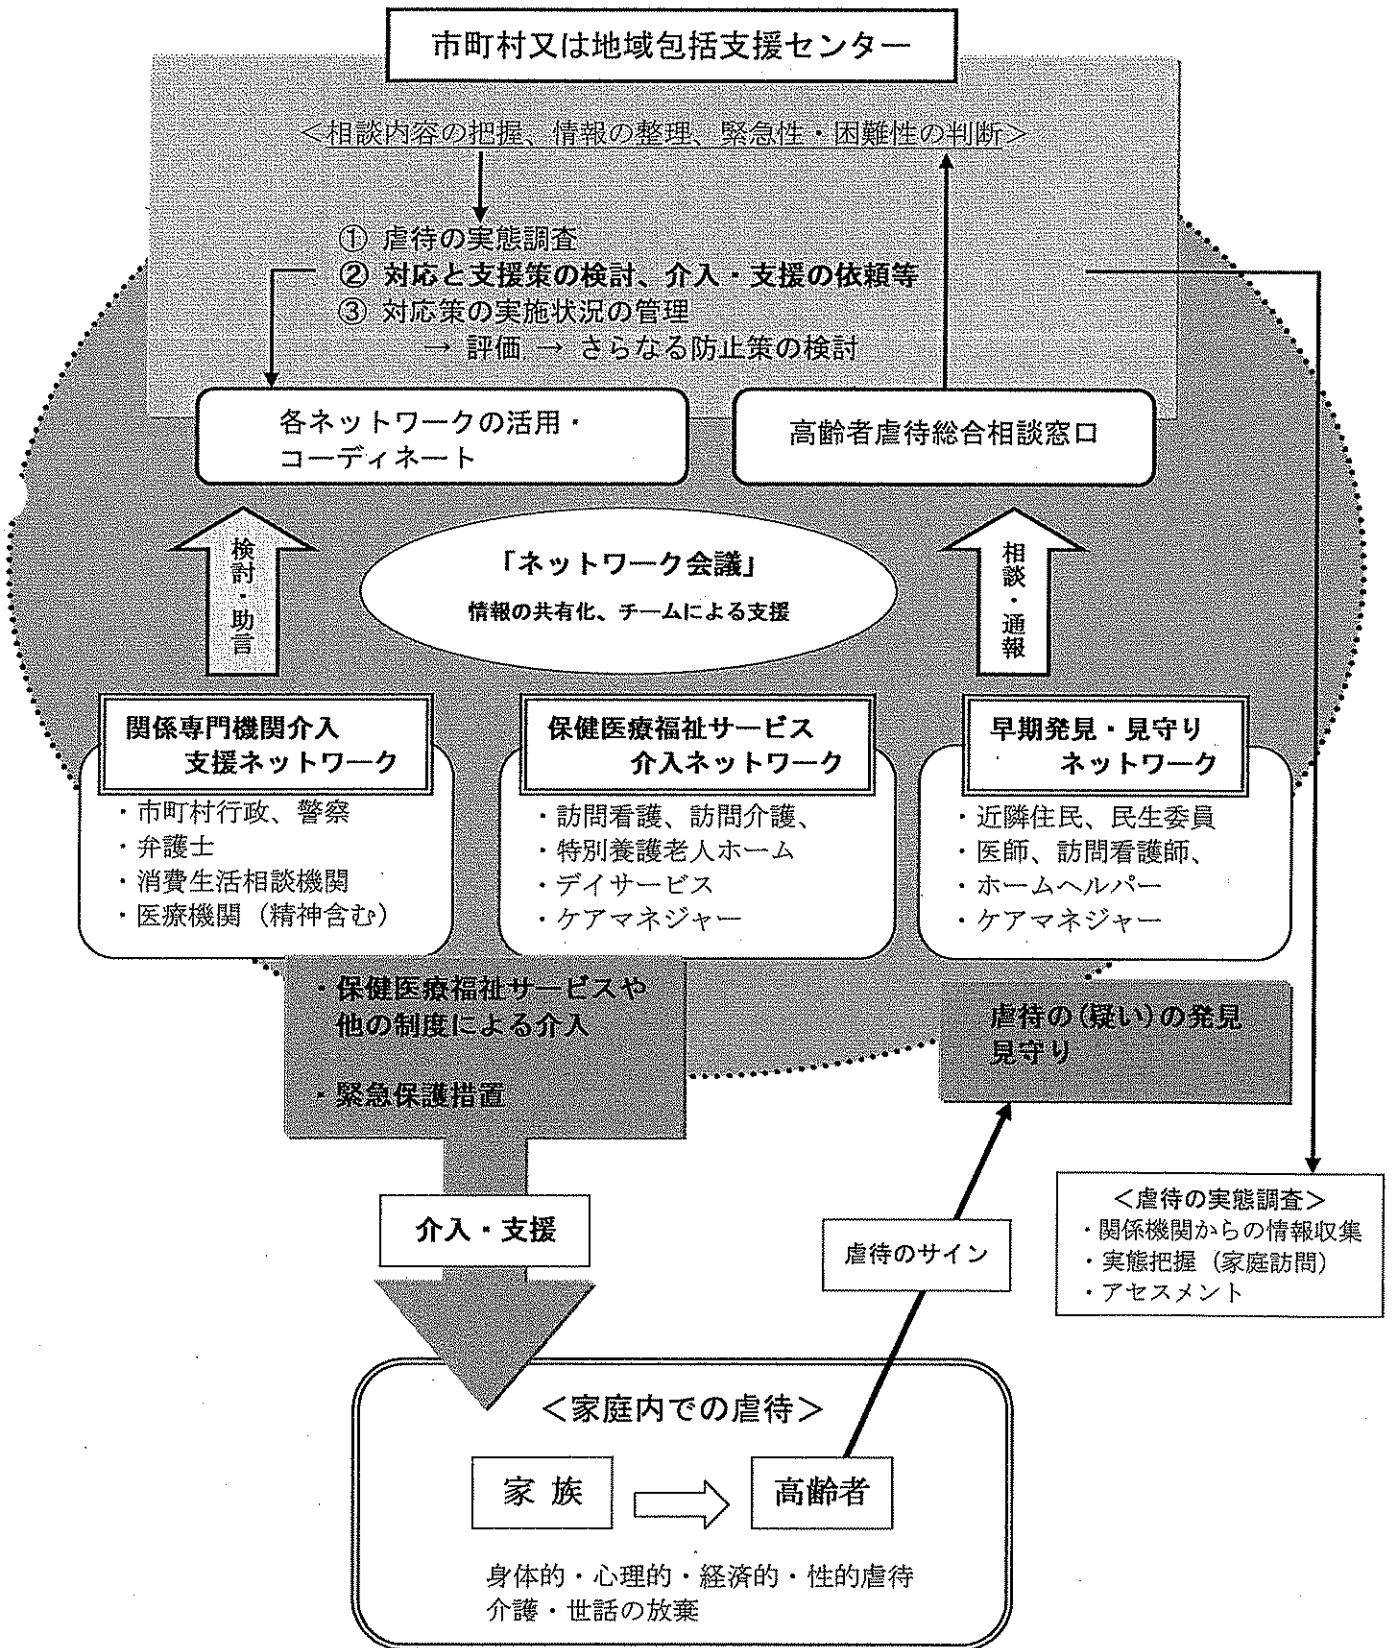 市町村又は地域包括支援センター
＜相談内容の把握、情報の整理、緊急性・困難性の判断＞
① 虐待の実態調査
② 対応と支援策の検討、介入・支援の依頼等
③ 対応策の実施状況の管理
→ 評価 → さらなる防止策の検討
各ネットワークの活用・
コーディネート
高齢者虐待総合相談窓口
検討・助言
「ネットワーク会議」
情報の共有化、チームによる支援
相談・通報
関係専門機関介入
支援ネットワーク
・市町村行政、警察
・弁護士
・消費生活相談機関
・医療機関（精神含む）
保健医療福祉サービス
介入ネットワーク
・訪問看護、訪問介護、
・特別養護老人ホーム
・デイサービス
・ケアマネジャー
早期発見・見守り
ネットワーク
・近隣住民、民生委員
・医師、訪問看護師、
・ホームヘルパー
・ケアマネジャー
・保健医療福祉サービスや
他の制度による介入
・緊急保護措置
虐待の（疑い）の発見
見守り
介入・支援
虐待のサイン
＜虐待の実態調査＞
・関係機関からの情報収集
・実態把握（家庭訪問）
・アセスメント
＜家庭内での虐待＞
家 族
高齢者
身体的・心理的・経済的・性的虐待
介護・世話の放棄